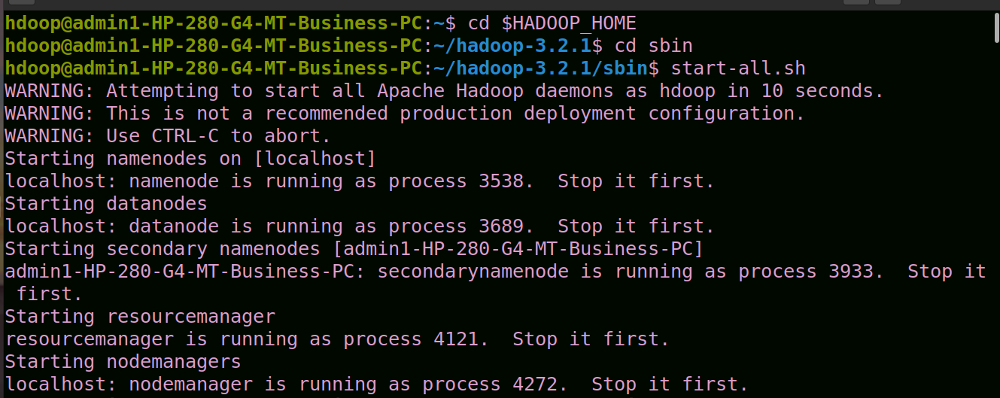 hdoop@admin1-HP-280-G4-MT-Business-PC:~$ cd $HADOOP_HOME
hdoop@admin1-HP-280-G4-MT-Business-PC:~/hadoop-3.2.1$ cd sbin
hdoop@admin1-HP-280-G4-MT-Business-PC:~/hadoop-3.2.1/sbin$ start-all.sh
WARNING: Attempting to start all Apache Hadoop daemons as hdoop in 10 seconds.
WARNING: This is not a recommended production deployment configuration.
WARNING: Use CTRL-C to abort.
Starting namenodes on [localhost]
localhost: namenode is running as process 3538.  Stop it first.
Starting datanodes
localhost: datanode is running as process 3689.  Stop it first.
Starting secondary namenodes [admin1-HP-280-G4-MT-Business-PC]
admin1-HP-280-G4-MT-Business-PC: secondarynamenode is running as process 3933.  Stop it
 first.
Starting resourcemanager
resourcemanager is running as process 4121.  Stop it first.
Starting nodemanagers
localhost: nodemanager is running as process 4272.  Stop it first.